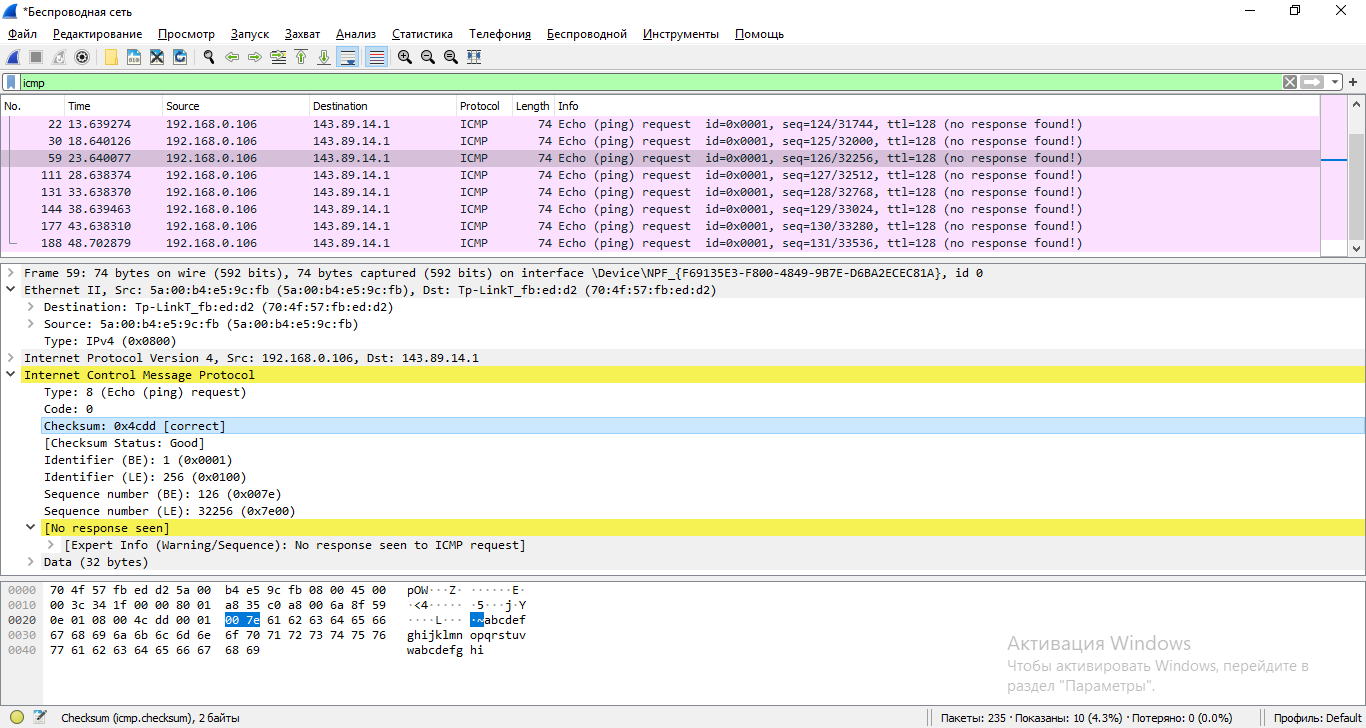 *Беспроводная сеть
Файл Редактирование Просмотр Запуск Захват Анализ Статистика Телефония Беспроводной Инструменты Помощь
icmp
No. Time Source Destination Protocol Length Info
22 13.639274 192.168.0.106 143.89.14.1 ICMP 74 Echo (ping) request id=0x0001, seq=124/31744, ttl=128 (no response found!)
30 18.640126 192.168.0.106 143.89.14.1 ICMP 74 Echo (ping) request id=0x0001, seq=125/32000, ttl=128 (no response found!)
59 23.640077 192.168.0.106 143.89.14.1 ICMP 74 Echo (ping) request id=0x0001, seq=126/32256, ttl=128 (no response found!)
111 28.638374 192.168.0.106 143.89.14.1 ICMP 74 Echo (ping) request id=0x0001, seq=127/32512, ttl=128 (no response found!)
131 33.638370 192.168.0.106 143.89.14.1 ICMP 74 Echo (ping) request id=0x0001, seq=128/32768, ttl=128 (no response found!)
144 38.639463 192.168.0.106 143.89.14.1 ICMP 74 Echo (ping) request id=0x0001, seq=129/33024, ttl=128 (no response found!)
177 43.638310 192.168.0.106 143.89.14.1 ICMP 74 Echo (ping) request id=0x0001, seq=130/33280, ttl=128 (no response found!)
188 48.702879 192.168.0.106 143.89.14.1 ICMP 74 Echo (ping) request id=0x0001, seq=131/33536, ttl=128 (no response found!)
Frame 59: 74 bytes on wire (592 bits), 74 bytes captured (592 bits) on interface \Device\NPF_{F69135E3-F800-4849-9B7E-D6BA2ECEC81A}, id 0
Ethernet II, Src: 5a:00:b4:e5:9c:fb (5a:00:b4:e5:9c:fb), Dst: Tp-LinkT_fb:ed:d2 (70:4f:57:fb:ed:d2)
Destination: Tp-LinkT_fb:ed:d2 (70:4f:57:fb:ed:d2)
Source: 5a:00:b4:e5:9c:fb (5a:00:b4:e5:9c:fb)
Type: IPv4 (0x0800)
Internet Protocol Version 4, Src: 192.168.0.106, Dst: 143.89.14.1
Internet Control Message Protocol
Type: 8 (Echo (ping) request)
Code: 0
Checksum: 0x4cdd [correct]
[Checksum Status: Good]
Identifier (BE): 1 (0x0001)
Identifier (LE): 256 (0x0100)
Sequence number (BE): 126 (0x007e)
Sequence number (LE): 32256 (0x7e00)
[No response seen]
[Expert Info (Warning/Sequence): No response seen to ICMP request]
Data (32 bytes)
0000 70 4f 57 fb ed d2 5a 00 b4 e5 9c fb 08 00 45 00 pOW···Z· ······E·
0010 00 3c 34 1f 00 00 80 01 a8 35 c0 a8 00 6a 8f 59 ·<4····· ·5···j·Y
0020 0e 01 08 00 4c dd 00 01 00 7e 61 62 63 64 65 66 ····L··· ·~abcdef
0030 67 68 69 6a 6b 6c 6d 6e 6f 70 71 72 73 74 75 76 ghijklmn opqrstuv
0040 77 61 62 63 64 65 66 67 68 69 wabcdefg hi
Активация Windows
Чтобы активировать Windows, перейдите в
раздел "Параметры".
Checksum (icmp.checksum), 2 байты
Пакеты: 235 · Показаны: 10 (4.3%) · Потеряно: 0 (0.0%)
Профиль: Default